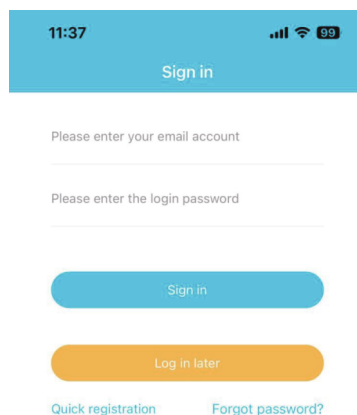 11:37 99
Sign in
Please enter your email account
Please enter the login password
Sign in
Log in later
Quick registration Forgot password?